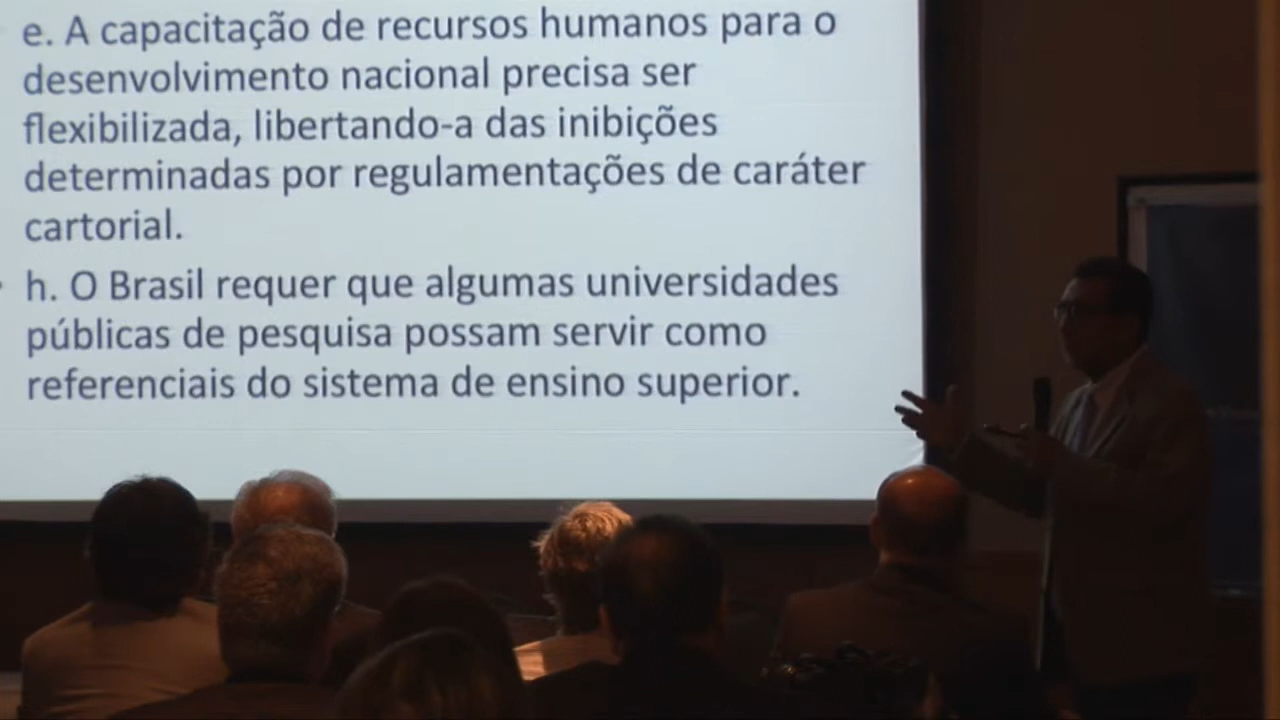 e. A capacitação de recursos humanos para o
desenvolvimento nacional precisa ser
flexibilizada, libertando-a das inibições
determinadas por regulamentações de caráter
cartorial.
h. O Brasil requer que algumas universidades
públicas de pesquisa possam servir como
referenciais do sistema de ensino superior.